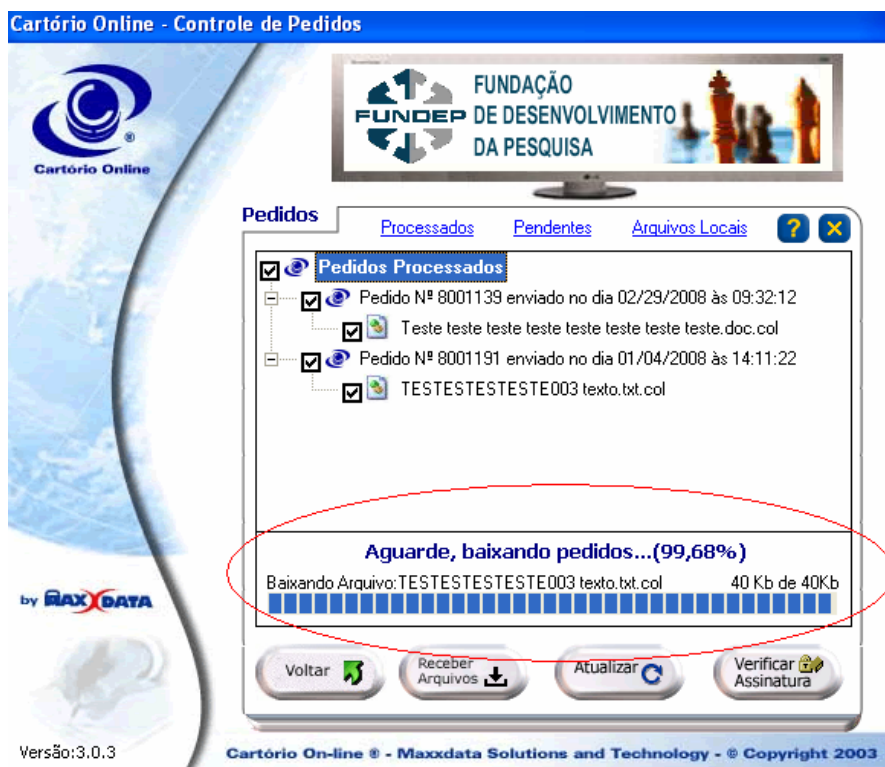 Cartório Online - Controle de Pedidos
Cartório Online
FUNDEP
FUNDAÇÃO
DE DESENVOLVIMENTO
DA PESQUISA
Pedidos
Processados
Pendentes
Arquivos Locais
?
Pedidos Processados
Pedido Nº 8001139 enviado no dia 02/29/2008 às 09:32:12
Teste teste teste teste teste teste teste teste.doc.col
Pedido Nº 8001191 enviado no dia 01/04/2008 às 14:11:22
TESTESTESTESTE003 texto.txt.col
Aguarde, baixando pedidos...(99,68%)
Baixando Arquivo:TESTESTESTESTE003 texto.txt.col 40 Kb de 40Kb
by MAXXDATA
Voltar
Receber
Arquivos
Atualizar
Verificar
Assinatura
Versão:3.0.3
Cartório On-line ® - Maxxdata Solutions and Technology - © Copyright 2003